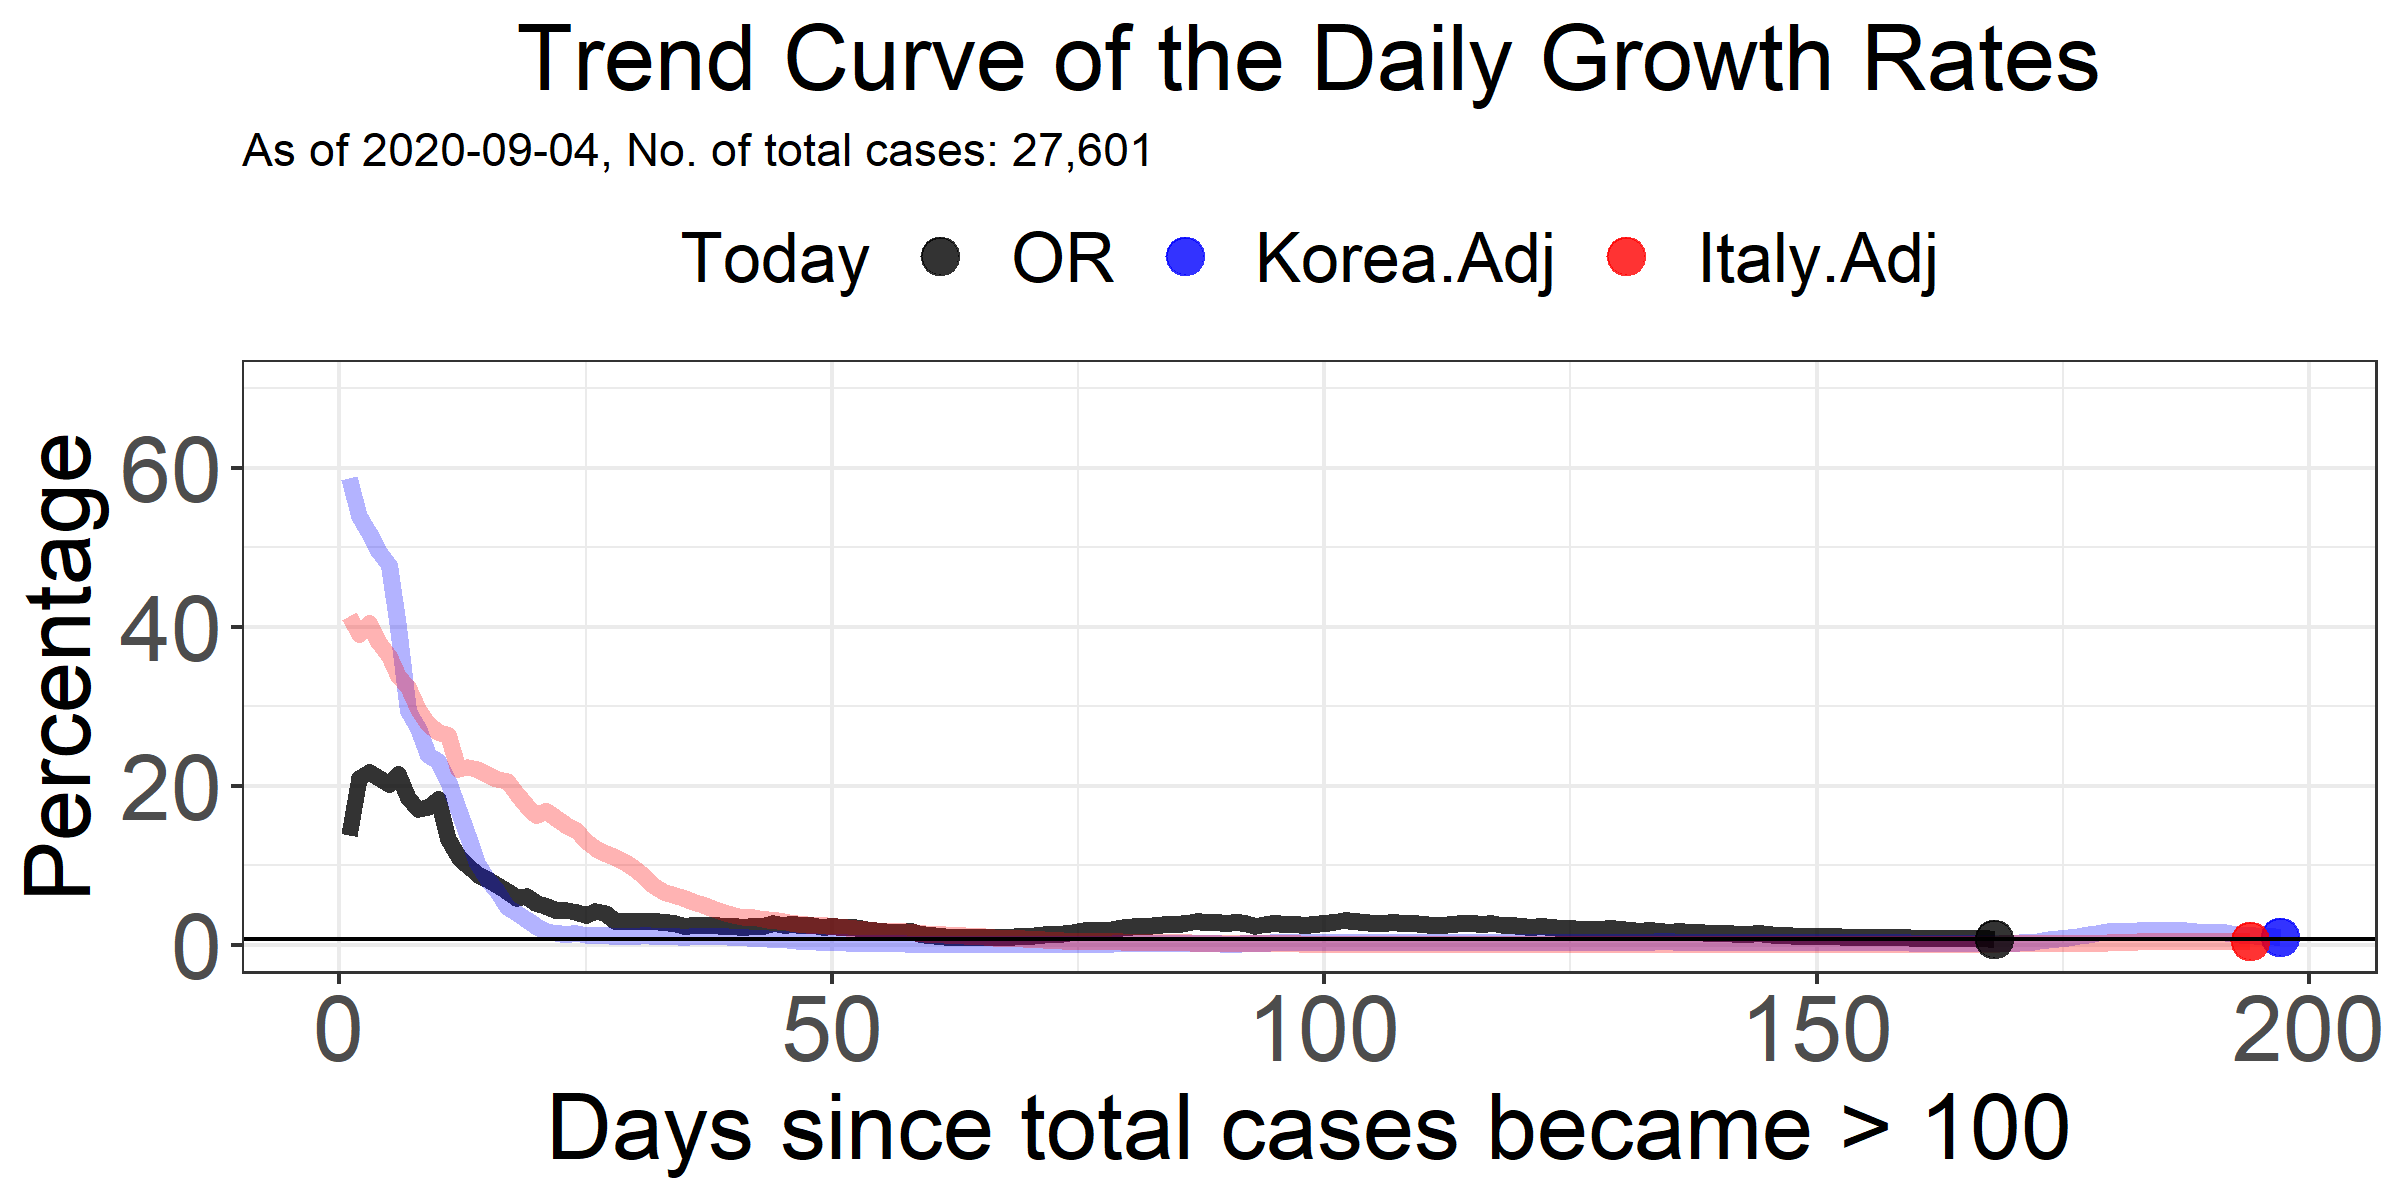 Trend Curve of the Daily Growth Rates
As of 2020-09-04, No. of total cases: 27,601
Today OR Korea.Adj Italy.Adj
Percentage
60
40
20
0
0 50 100 150 200
Days since total cases became > 100